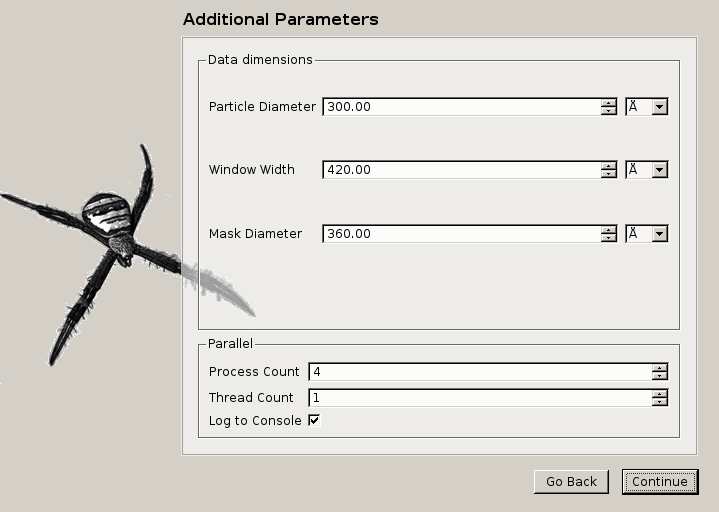 Additional Parameters
Data dimensions
Particle Diameter 300.00 Å
Window Width 420.00 Å
Mask Diameter 360.00 Å
Parallel
Process Count 4
Thread Count 1
Log to Console
Go Back Continue